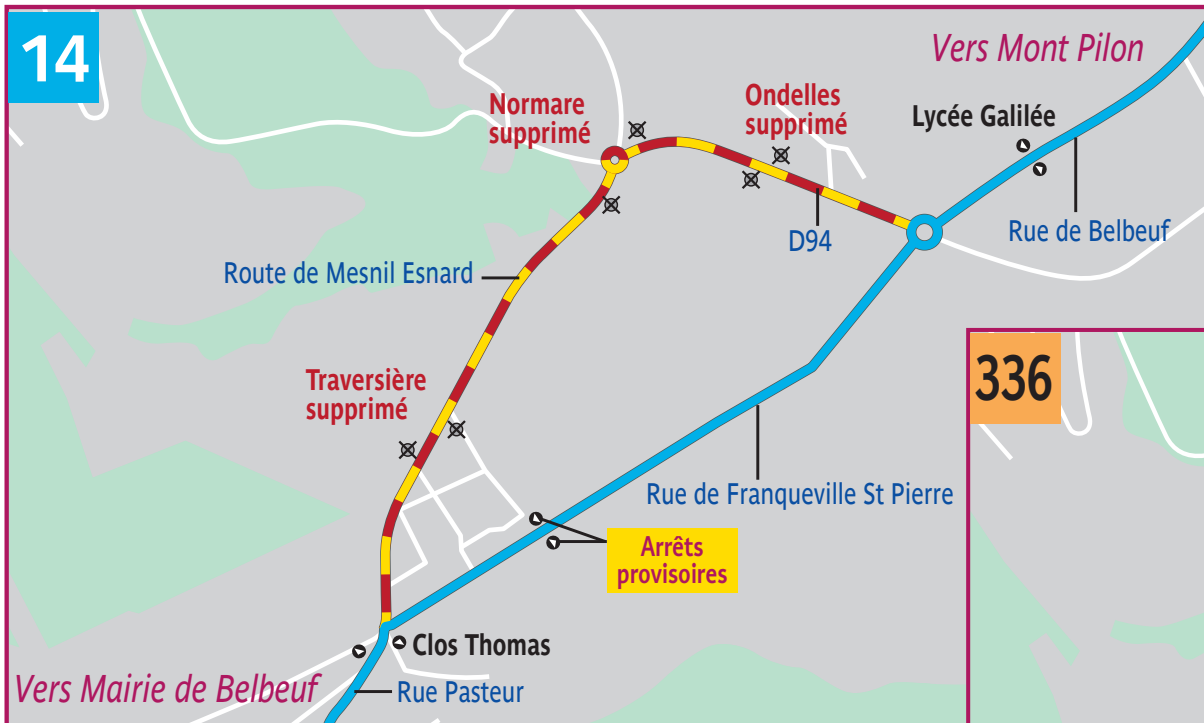 14
Vers Mont Pilon
Normare
supprimé
Ondelles
supprimé
Lycée Galilée
D94
Rue de Belbeuf
Route de Mesnil Esnard
336
Traversière
supprimé
Rue de Franqueville St Pierre
Arrêts
provisoires
Clos Thomas
Vers Mairie de Belbeuf
Rue Pasteur